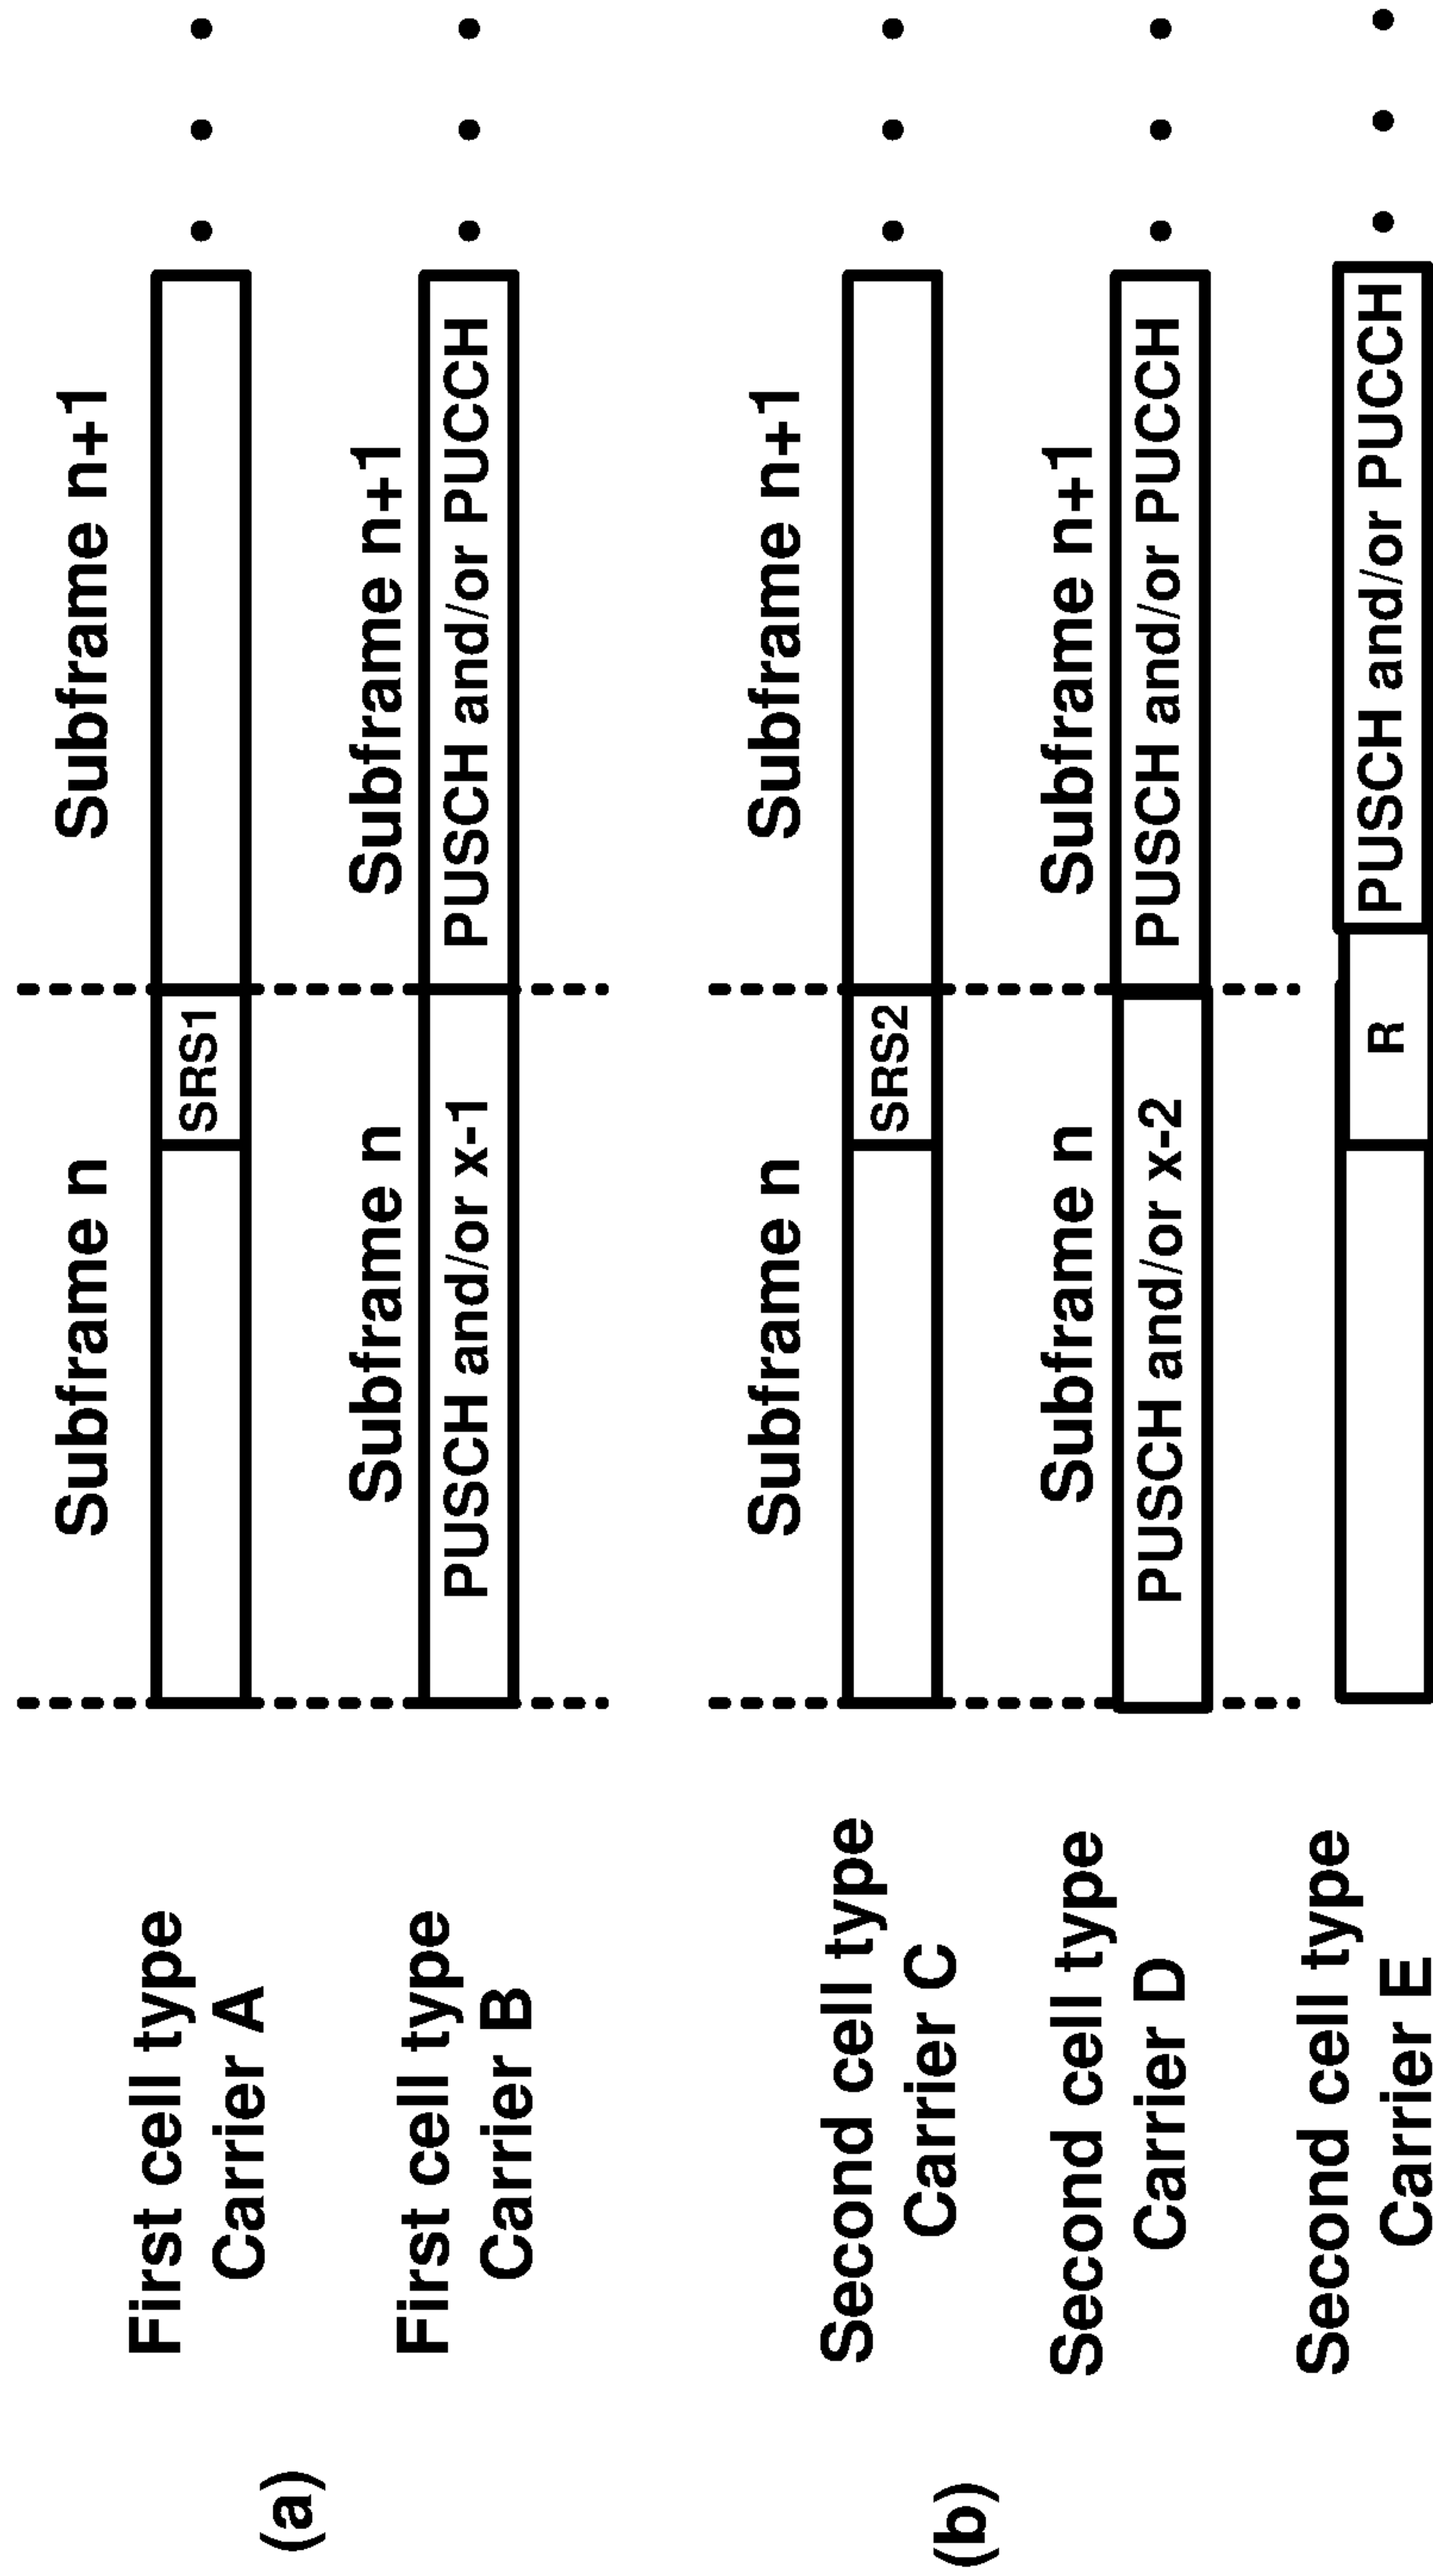 (a)
Subframe n
Subframe n+1
First cell type
Carrier A
SRS1
Subframe n
Subframe n+1
First cell type
Carrier B
PUSCH and/or x-1
PUSCH and/or PUCCH
(b)
Subframe n
Subframe n+1
Second cell type
Carrier C
SRS2
Subframe n
Subframe n+1
Second cell type
Carrier D
PUSCH and/or x-2
PUSCH and/or PUCCH
Second cell type
Carrier E
R
PUSCH and/or PUCCH